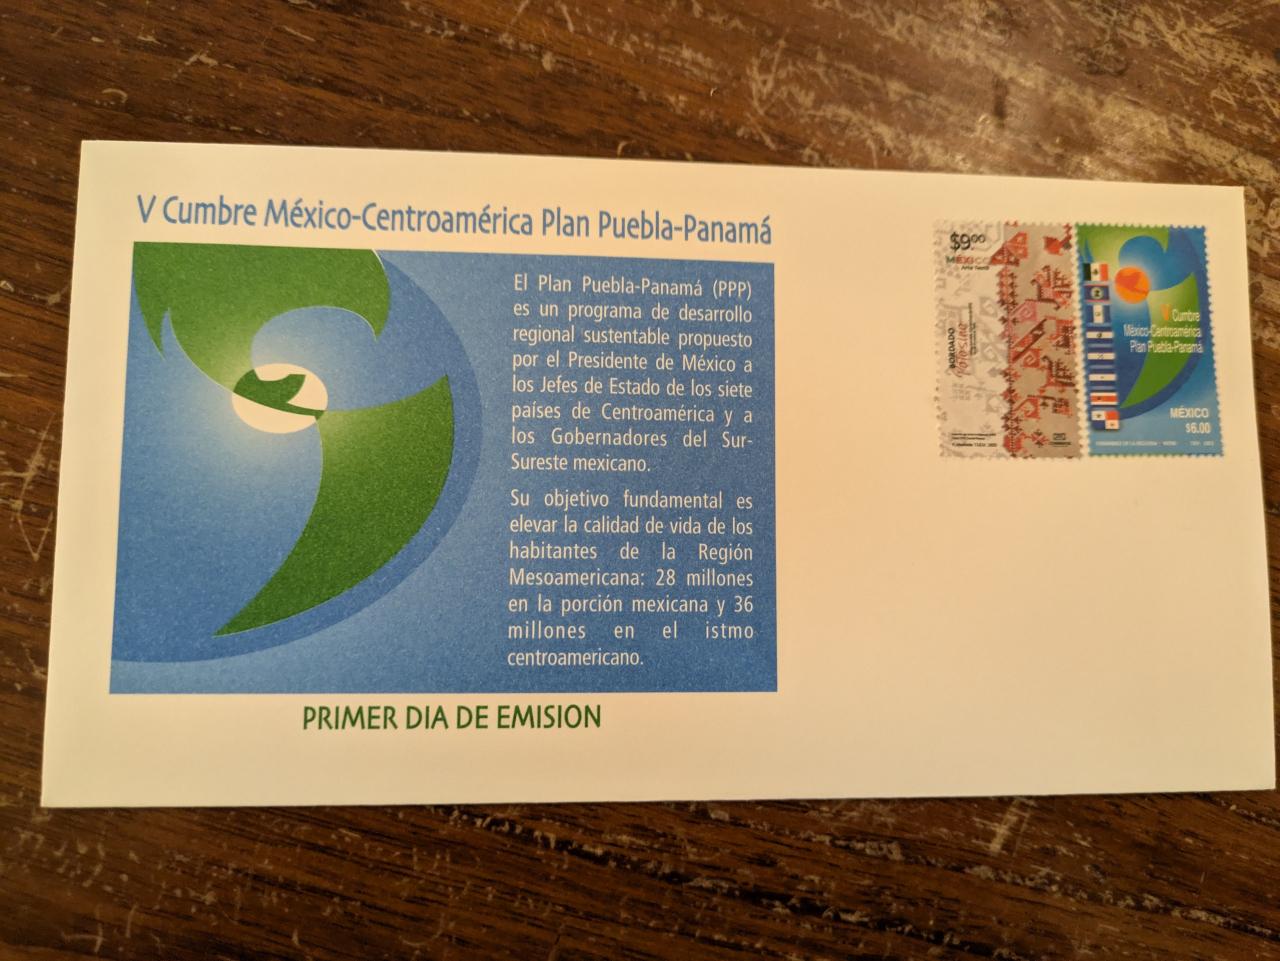 V Cumbre México-Centroamérica Plan Puebla-Panamá
El Plan Puebla-Panamá (PPP)
es un programa de desarrollo
regional sustentable propuesto
por el Presidente de México a
los Jefes de Estado de los siete
países de Centroamérica y a
los Gobernadores del Sur-
Sureste mexicano.
Su objetivo fundamental es
elevar la calidad de vida de los
habitantes de la Región
Mesoamericana: 28 millones
en la porción mexicana y 36
millones en el istmo
centroamericano.
PRIMER DIA DE EMISION
$9.00
MÉXICO
Arte Textil
BORDADO
V Cumbre
México-Centroamérica
Plan Puebla-Panamá
MÉXICO
$6.00